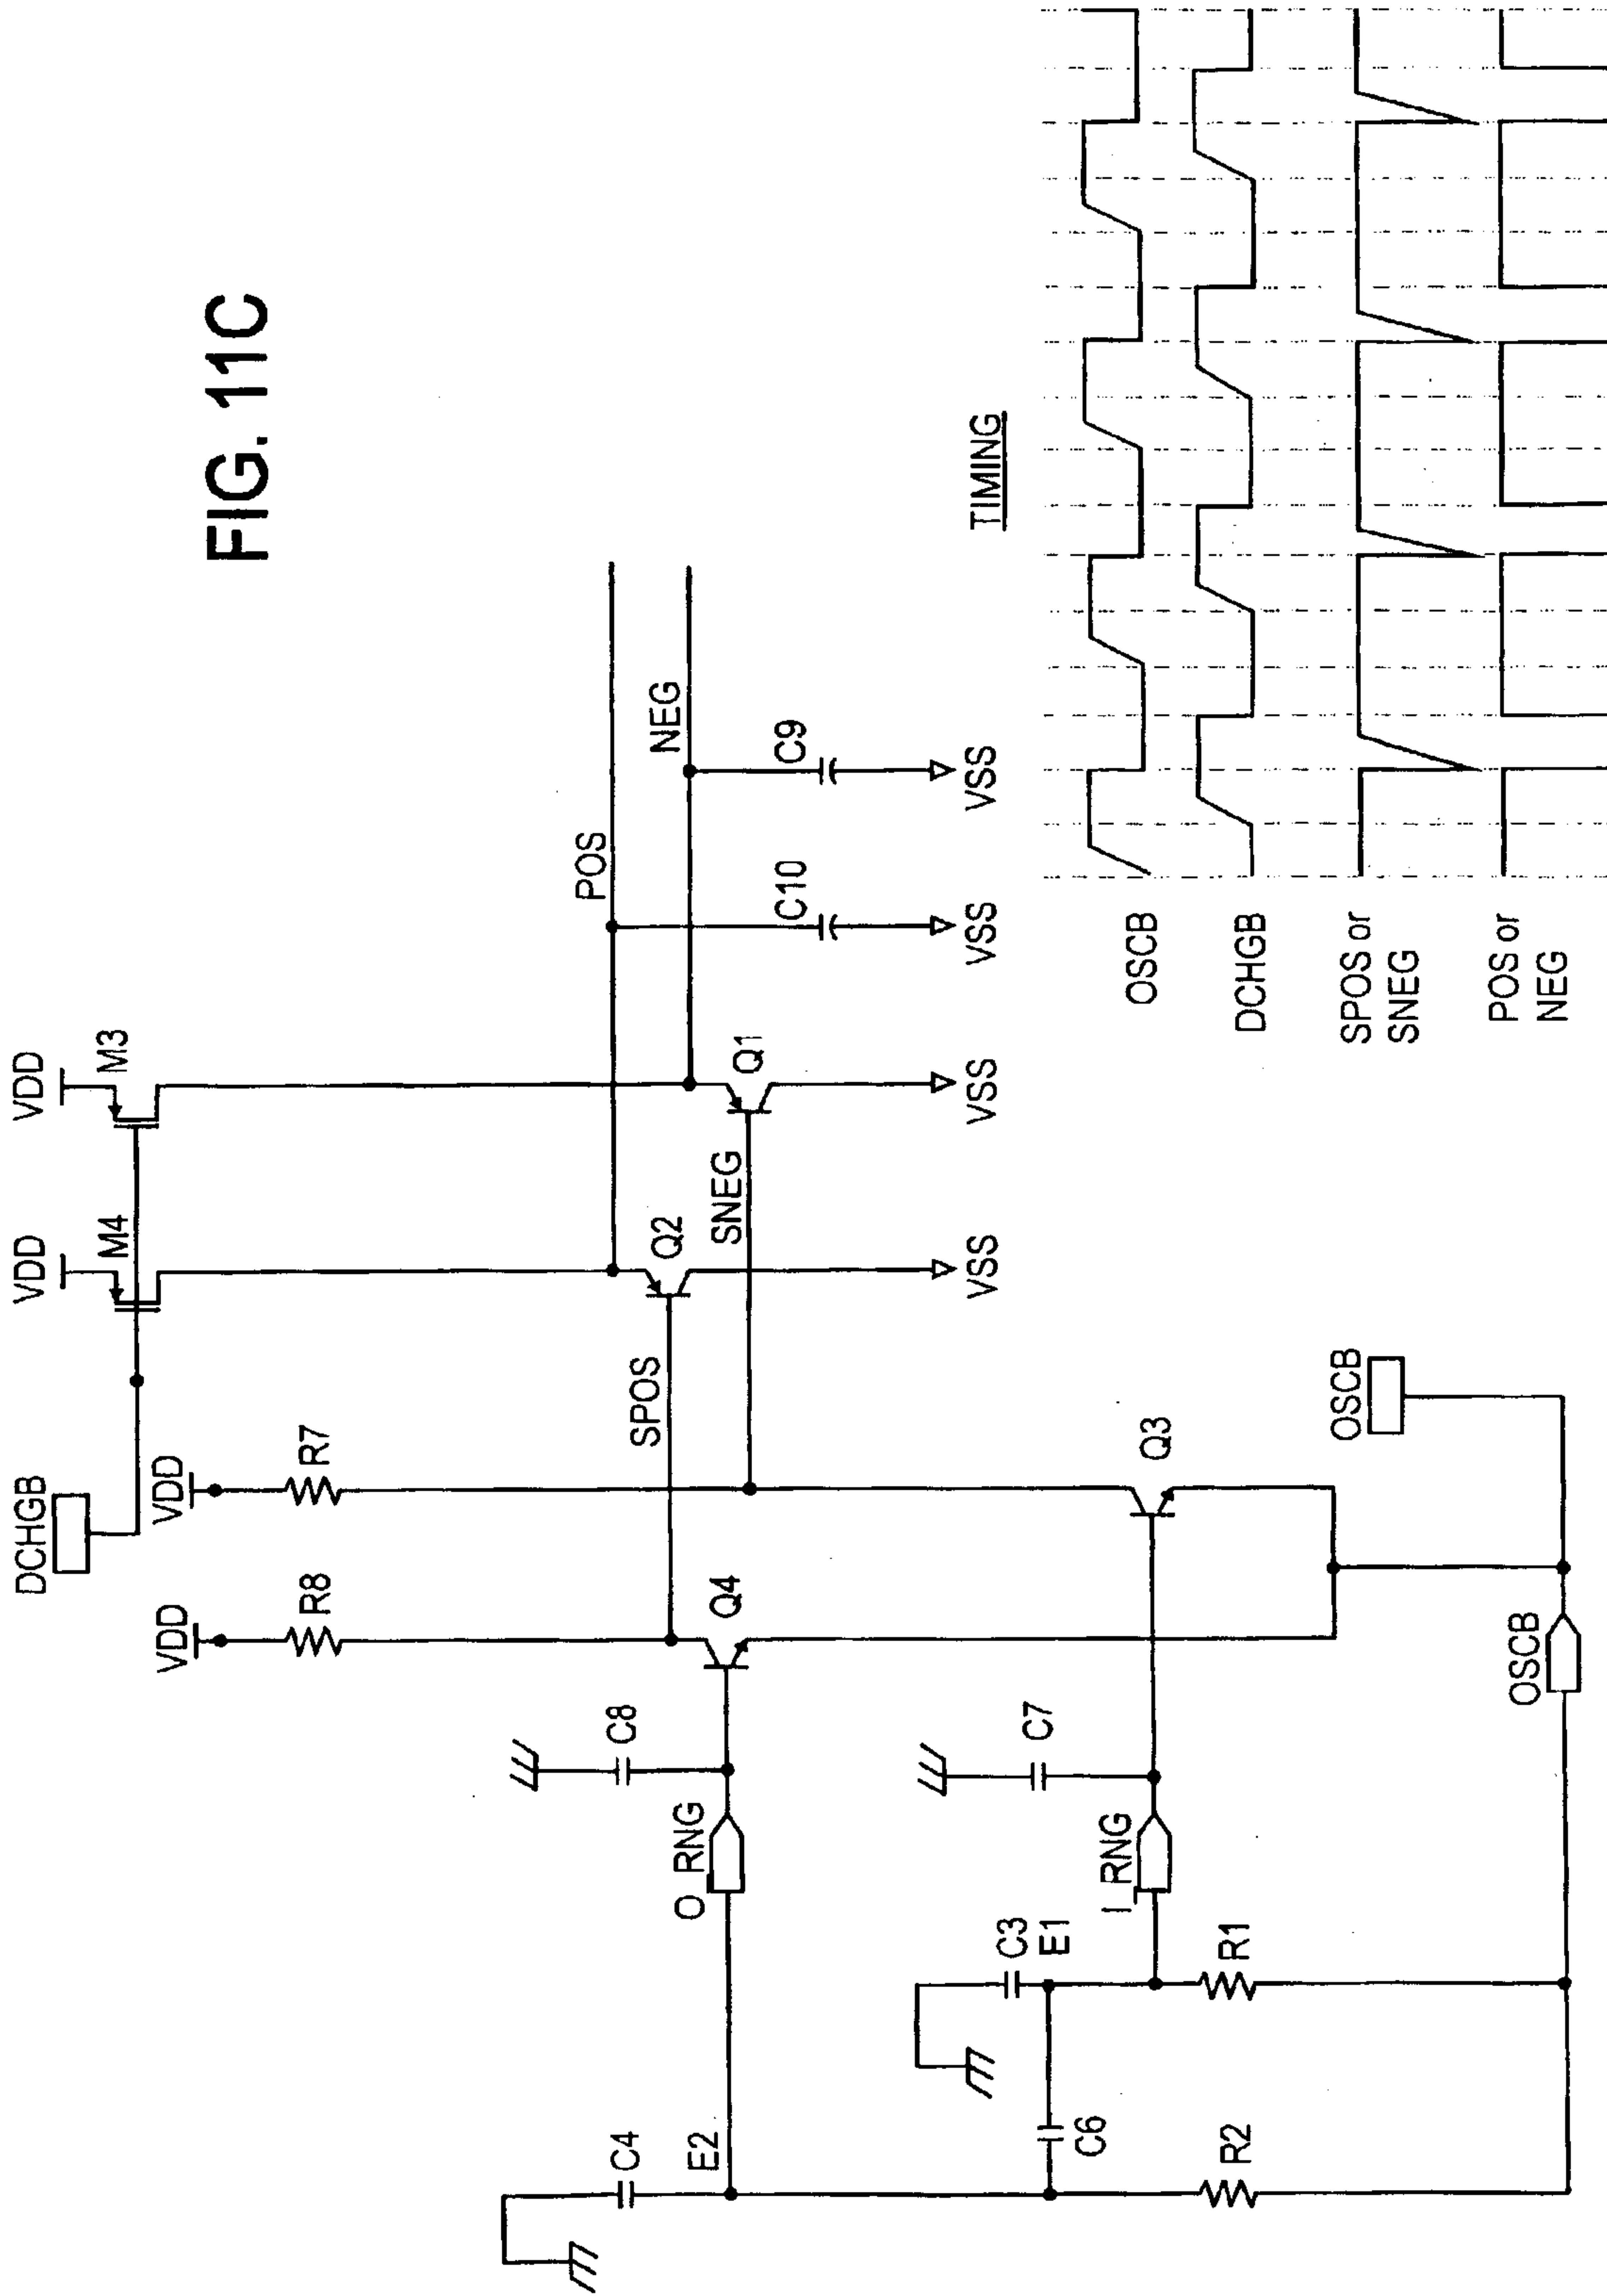 FIG. 11C
DCHGB
VDD
M4
VDD
M3
VDD
R8
VDD
R7
SPOS
SNEG
Q2
Q1
POS
NEG
C10
C9
VSS
VSS
VSS
VSS
C4
E2
O_RNG
C8
Q4
C6
C3
E1
I_RNG
C7
Q3
R2
R1
OSCB
OSCB
TIMING
OSCB
DCHGB
SPOS or
SNEG
POS or
NEG